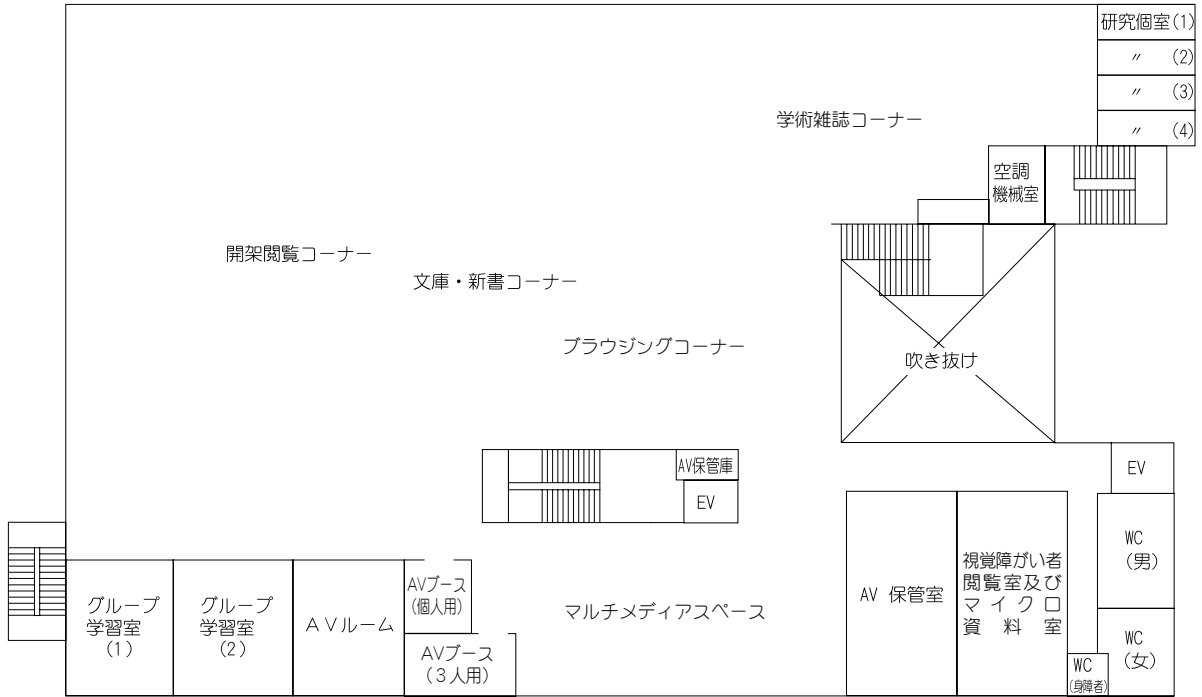 研究個室(1)
〃 (2)
〃 (3)
〃 (4)
学術雑誌コーナー
空調
機械室
開架閲覧コーナー
文庫・新書コーナー
ブラウジングコーナー
吹き抜け
AV保管庫
EV
EV
グループ
学習室
(1)
グループ
学習室
(2)
AVルーム
AVブース
(個人用)
AVブース
(3人用)
マルチメディアスペース
AV 保管室
視覚障がい者
閲覧室及び
マイクロ
資料室
WC
(男)
WC
(女)
WC
(身障者)